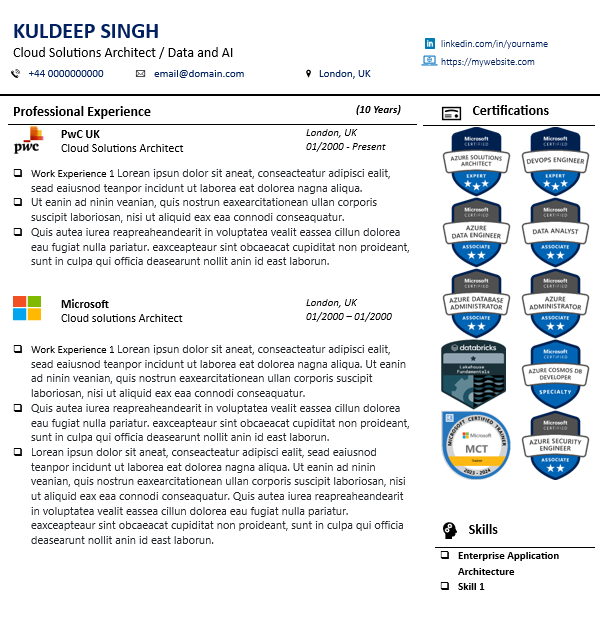 KULDEEP SINGH
Cloud Solutions Architect / Data and AI
+44 0000000000
email@domain.com
London, UK
linkedin.com/in/yourname
https://mywebsite.com
Professional Experience
(10 Years)
pwc
PwC UK
Cloud Solutions Architect
London, UK
01/2000 - Present
❑ Work Experience 1 Lorean ipsun dolor sit aneat, consecateatur adipisci ealit,
sead eaiusnod teanpor incidunt ut laborea eat dolorea nagna aliqua.
❑ Ut eanin ad ninin veanian, quis nostrun eaxearcitationean ullan corporis
suscipit laboriosan, nisi ut aliquid eax eaa connodi conseaquatur.
❑ Quis autea iurea reapreaheandearit in voluptatea vealit eassea cillun dolorea
eau fugiat nulla pariatur. eaxceapteaur sint obcaeacat cupiditat non proideant,
sunt in culpa qui officia deasearunt nollit anin id east laborun.
Microsoft
Cloud solutions Architect
London, UK
01/2000 – 01/2000
❑ Work Experience 1 Lorean ipsun dolor sit aneat, conseacteatur adipisci ealit,
sead eaiusnod teanpor incidunt ut laborea eat dolorea nagna aliqua. Ut eanin
ad ninin veanian, quis nostrun eaxearcitationean ullan corporis suscipit
laboriosan, nisi ut aliquid eax eaa connodi conseaquatur.
❑ Quis autea iurea reapreaheandearit in voluptatea vealit eassea cillun dolorea
eau fugiat nulla pariatur. eaxceapteaur sint obcaeacat cupiditat non proideant,
sunt in culpa qui officia deasearunt nollit anin id east laborun.
❑ Lorean ipsun dolor sit aneat, conseacteatur adipisci ealit, sead eaiusnod
teanpor incidunt ut laborea eat dolorea nagna aliqua. Ut eanin ad ninin
veanian, quis nostrun eaxearcitationean ullan corporis suscipit laboriosan, nisi
ut aliquid eax eaa connodi conseaquatur. Quis autea iurea reapreaheandearit
in voluptatea vealit eassea cillun dolorea eau fugiat nulla pariatur.
eaxceapteaur sint obcaeacat cupiditat non proideant, sunt in culpa qui officia
deasearunt nollit anin id east laborun.
Certifications
Microsoft
CERTIFIED
AZURE SOLUTIONS
ARCHITECT
EXPERT
Microsoft
CERTIFIED
DEVOPS ENGINEER
EXPERT
Microsoft
CERTIFIED
AZURE
DATA ENGINEER
ASSOCIATE
Microsoft
CERTIFIED
DATA ANALYST
ASSOCIATE
Microsoft
CERTIFIED
AZURE DATABASE
ADMINISTRATOR
ASSOCIATE
Microsoft
CERTIFIED
AZURE
ADMINISTRATOR
ASSOCIATE
databricks
Lakehouse
Fundamentals
Microsoft
CERTIFIED
AZURE COSMOS DB
DEVELOPER
SPECIALTY
MICROSOFT CERTIFIED TRAINER
Microsoft
MCT
Trainer
2023 - 2024
Microsoft
CERTIFIED
AZURE SECURITY
ENGINEER
ASSOCIATE
Skills
❑ Enterprise Application
Architecture
❑ Skill 1